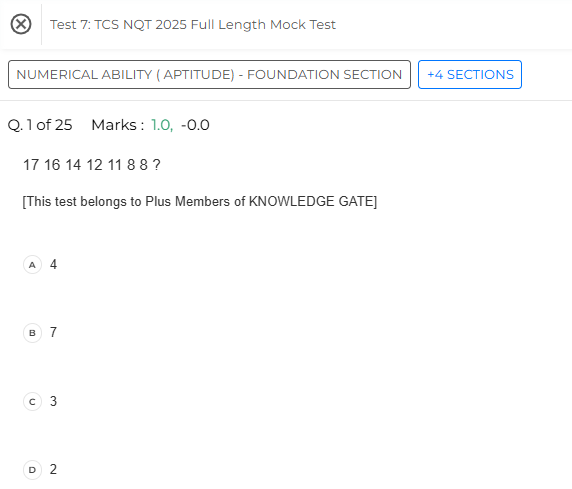 Test 7: TCS NQT 2025 Full Length Mock Test
NUMERICAL ABILITY ( APTITUDE) - FOUNDATION SECTION
+4 SECTIONS
Q. 1 of 25 Marks : 1.0, -0.0
17 16 14 12 11 8 8 ?
[This test belongs to Plus Members of KNOWLEDGE GATE]
A 4
B 7
C 3
D 2